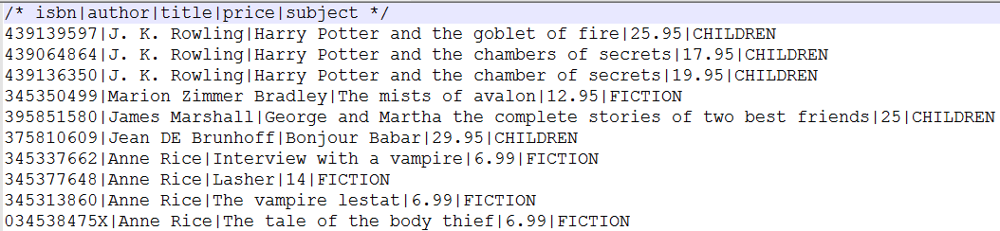 /* isbn|author|title|price|subject */
439139597|J. K. Rowling|Harry Potter and the goblet of fire|25.95|CHILDREN
439064864|J. K. Rowling|Harry Potter and the chambers of secrets|17.95|CHILDREN
439136350|J. K. Rowling|Harry Potter and the chamber of secrets|19.95|CHILDREN
345350499|Marion Zimmer Bradley|The mists of avalon|12.95|FICTION
395851580|James Marshall|George and Martha the complete stories of two best friends|25|CHILDREN
375810609|Jean DE Brunhoff|Bonjour Babar|29.95|CHILDREN
345337662|Anne Rice|Interview with a vampire|6.99|FICTION
345377648|Anne Rice|Lasher|14|FICTION
345313860|Anne Rice|The vampire lestat|6.99|FICTION
034538475X|Anne Rice|The tale of the body thief|6.99|FICTION